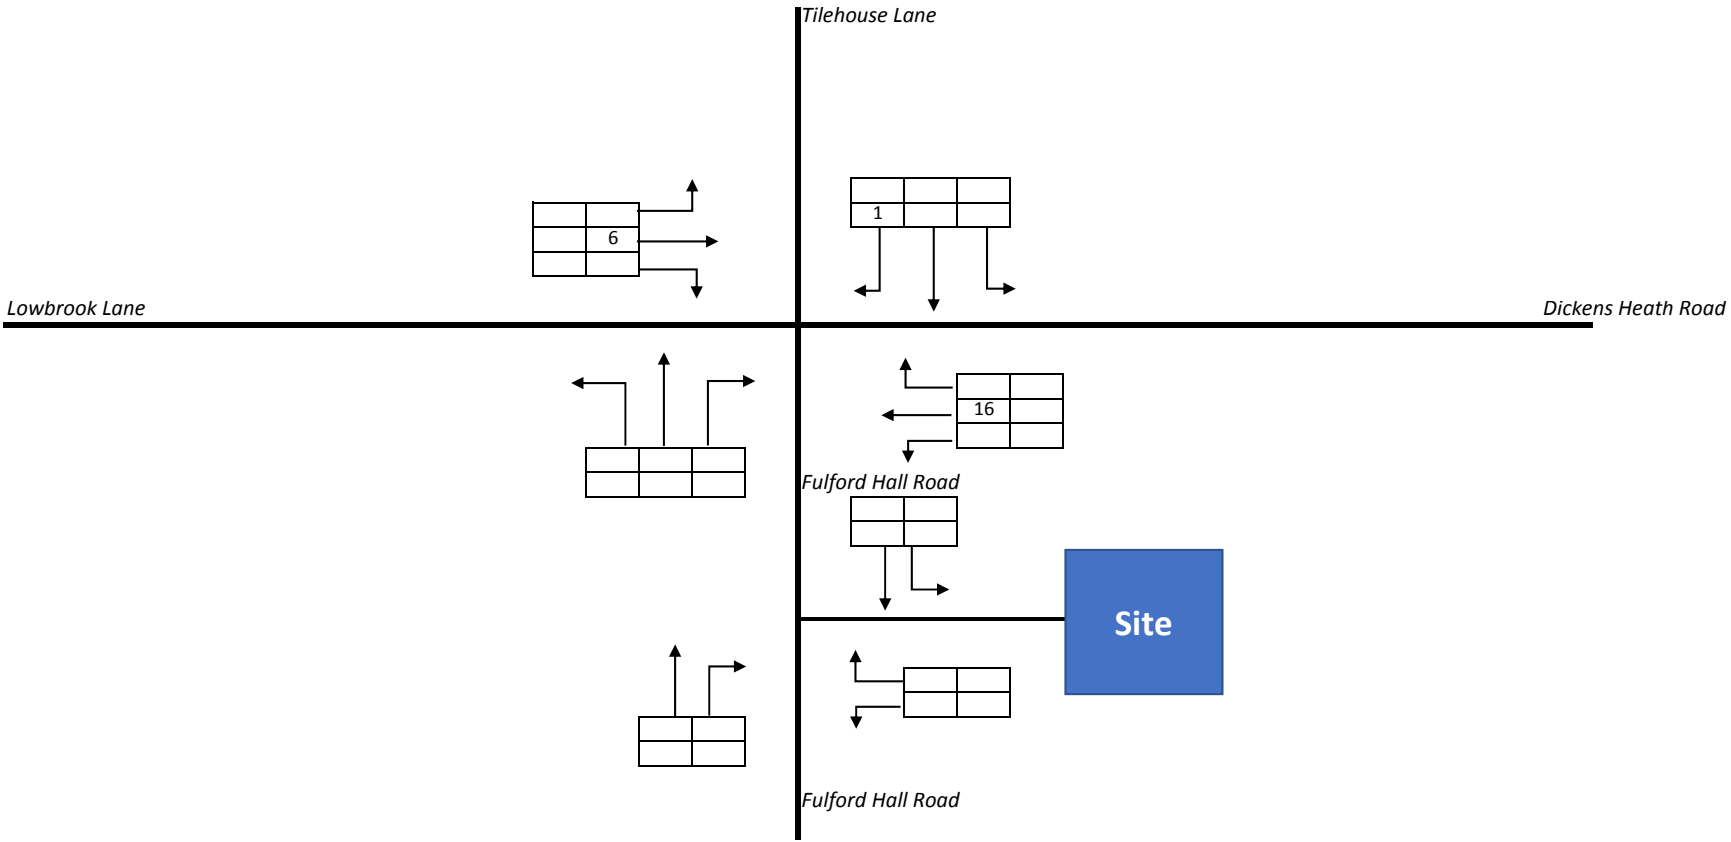 Tilehouse Lane
1
6
Lowbrook Lane
Dickens Heath Road
16
Fulford Hall Road
Site
Fulford Hall Road